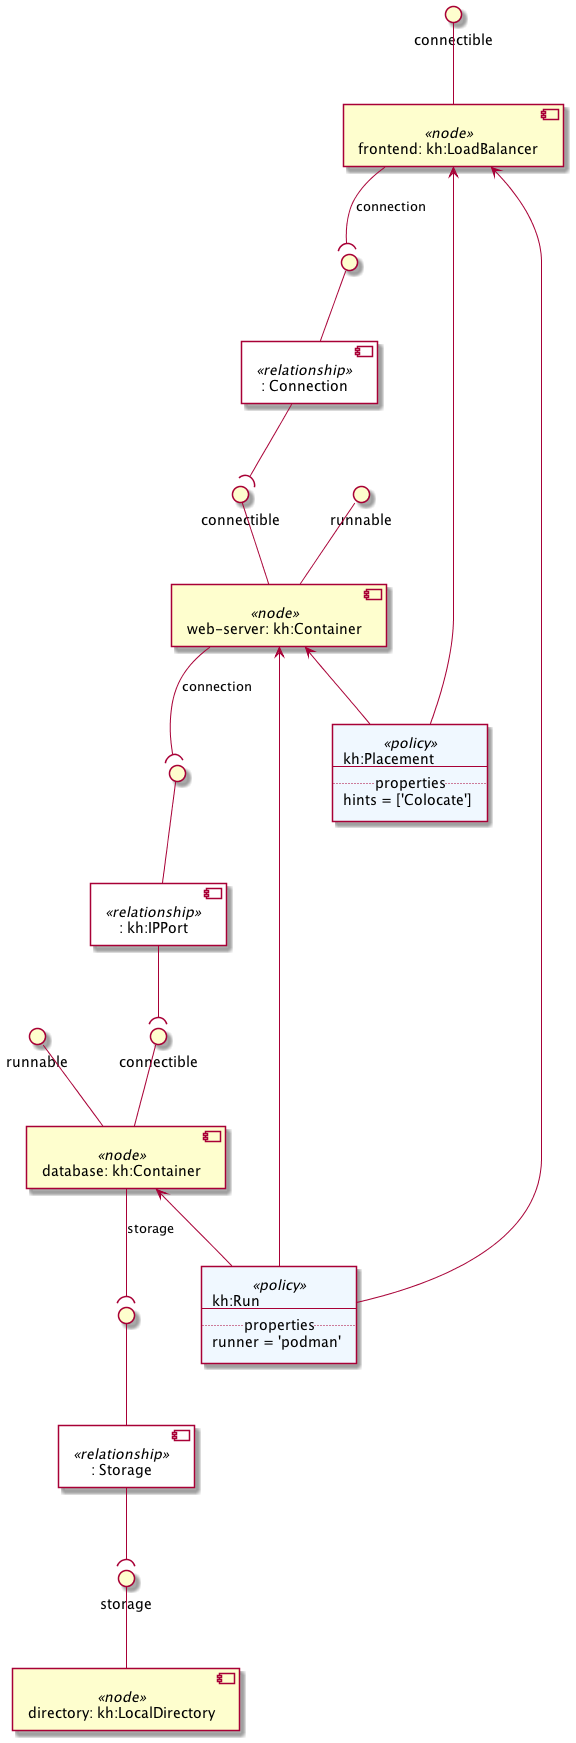 connectible
«node»
frontend: kh:LoadBalancer
connection
«relationship»
: Connection
connectible
runnable
«node»
web-server: kh:Container
connection
«policy»
kh:Placement
properties
hints = ['Colocate']
«relationship»
: kh:IPPort
runnable
connectible
«node»
database: kh:Container
storage
«policy»
kh:Run
properties
runner = 'podman'
«relationship»
: Storage
storage
«node»
directory: kh:LocalDirectory